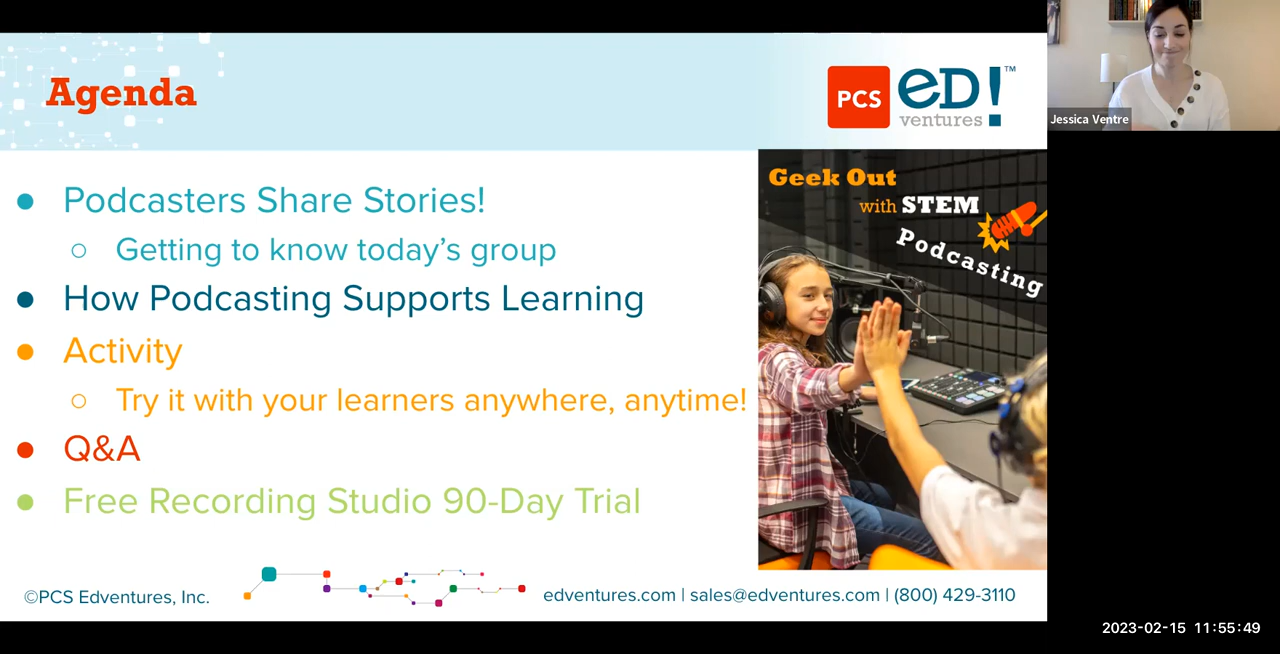 Agenda
PCS
ED!™
ventures
Podcasters Share Stories!
Getting to know today’s group
How Podcasting Supports Learning
Activity
Try it with your learners anywhere, anytime!
Q&A
Free Recording Studio 90-Day Trial
Geek Out
with STEM
Podcasting
©PCS Edventures, Inc.
edventures.com | sales@edventures.com | (800) 429-3110
Jessica Ventre
2023-02-15 11:55:49